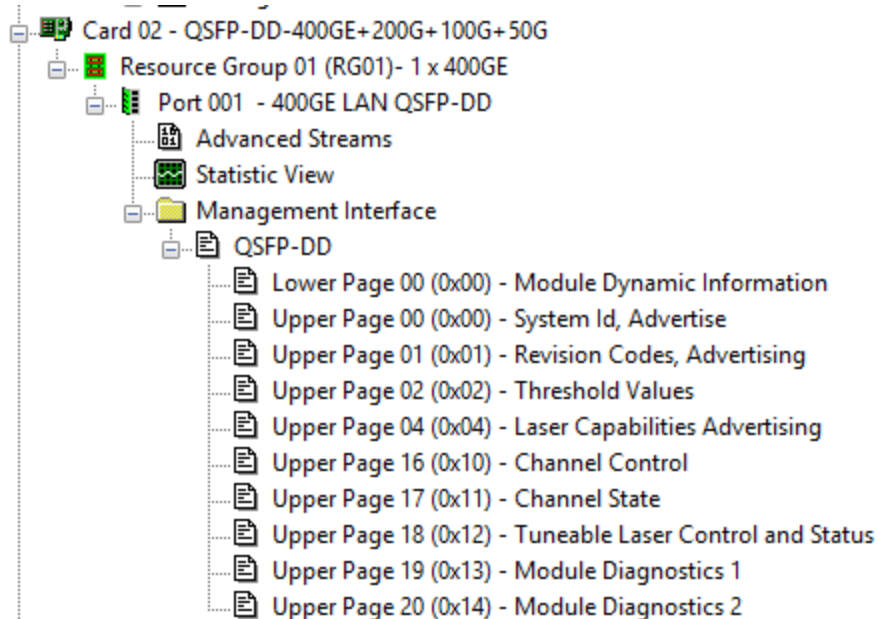 Card 02 - QSFP-DD-400GE+200G+100G+50G
Resource Group 01 (RG01)- 1 x 400GE
Port 001 - 400GE LAN QSFP-DD
Advanced Streams
Statistic View
Management Interface
QSFP-DD
Lower Page 00 (0x00) - Module Dynamic Information
Upper Page 00 (0x00) - System Id, Advertise
Upper Page 01 (0x01) - Revision Codes, Advertising
Upper Page 02 (0x02) - Threshold Values
Upper Page 04 (0x04) - Laser Capabilities Advertising
Upper Page 16 (0x10) - Channel Control
Upper Page 17 (0x11) - Channel State
Upper Page 18 (0x12) - Tuneable Laser Control and Status
Upper Page 19 (0x13) - Module Diagnostics 1
Upper Page 20 (0x14) - Module Diagnostics 2